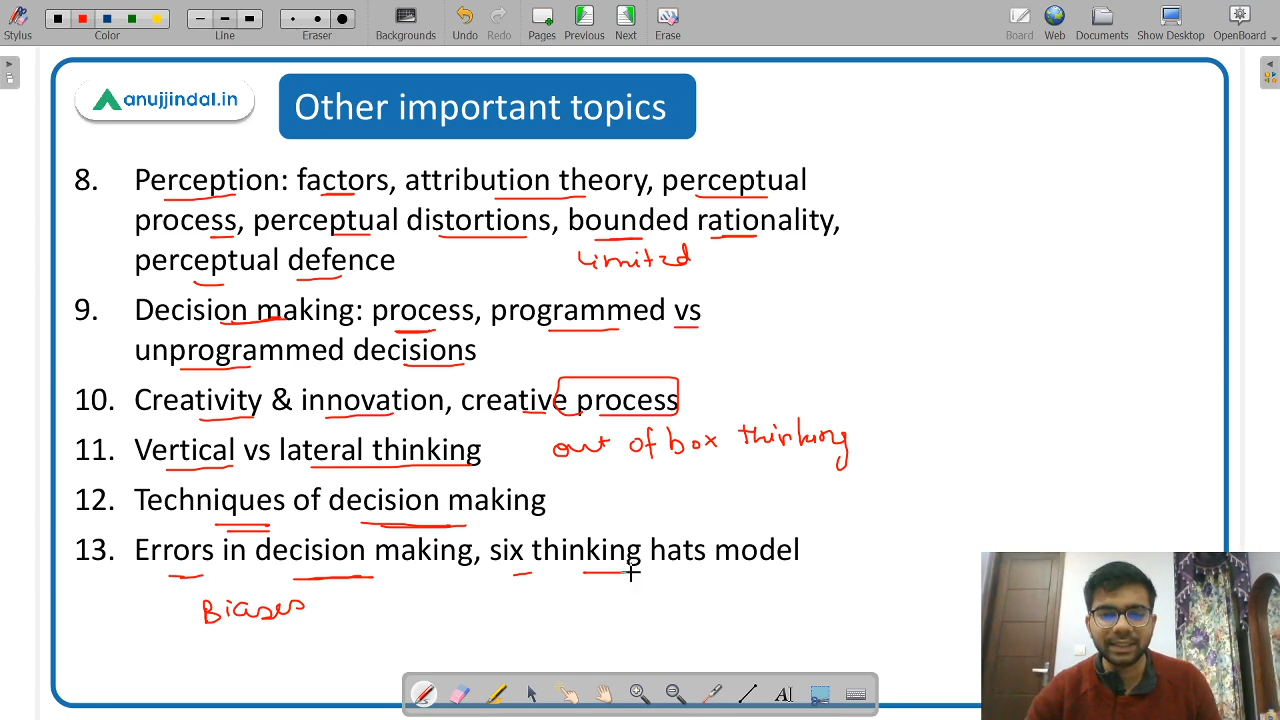 Stylus
Color
Line
Eraser
Backgrounds
Undo
Redo
Pages
Previous
Next
Erase
Board
Web
Documents
Show Desktop
OpenBoard
anujjindal.in
Other important topics
8. Perception: factors, attribution theory, perceptual
process, perceptual distortions, bounded rationality,
perceptual defence
Limited
9. Decision making: process, programmed vs
unprogrammed decisions
10. Creativity & innovation, creative process
out of box thinking
11. Vertical vs lateral thinking
12. Techniques of decision making
13. Errors in decision making, six thinking hats model
Biases
AI